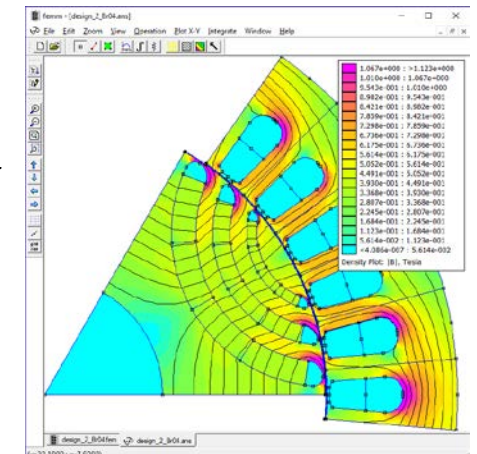 femm - [design_2_Br04.ans]
File Edit Zoom View Operation Plot X-Y Integrate Window Help
1.067e+000 : >1.123e+000
1.010e+000 : 1.067e+000
9.543e-001 : 1.010e+000
8.982e-001 : 9.543e-001
8.421e-001 : 8.982e-001
7.859e-001 : 8.421e-001
7.298e-001 : 7.859e-001
6.736e-001 : 7.298e-001
6.175e-001 : 6.736e-001
5.614e-001 : 6.175e-001
5.052e-001 : 5.614e-001
4.491e-001 : 5.052e-001
3.930e-001 : 4.491e-001
3.368e-001 : 3.930e-001
2.807e-001 : 3.368e-001
2.245e-001 : 2.807e-001
1.684e-001 : 2.245e-001
1.123e-001 : 1.684e-001
5.614e-002 : 1.123e-001
<4.086e-007 : 5.614e-002
Density Plot: |B|, Tesla
design_2_Br04.fem design_2_Br04.ans